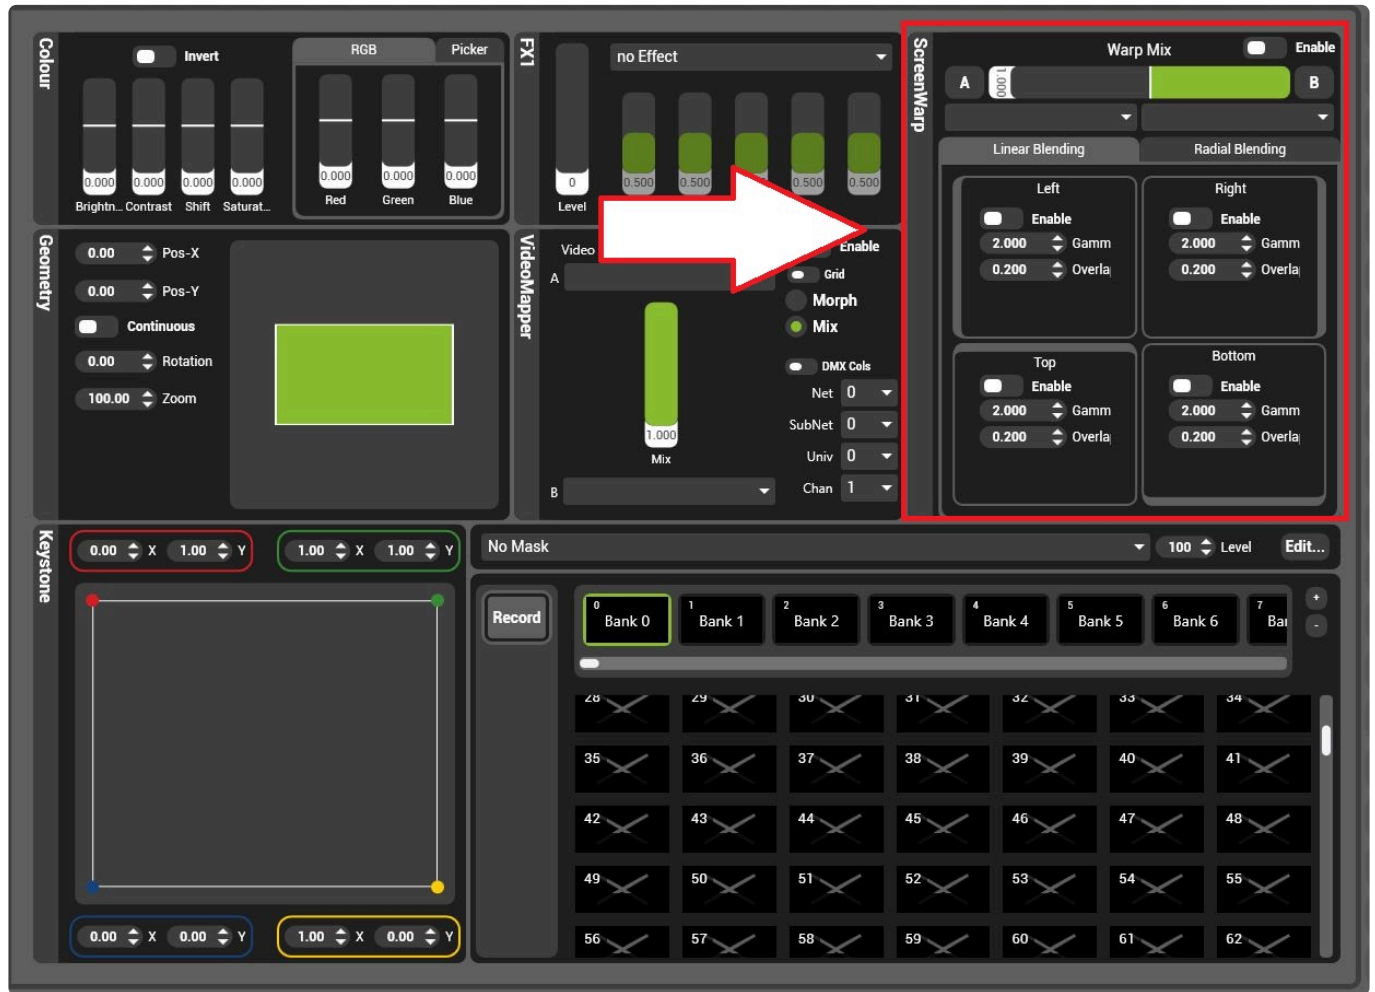 Colour
Invert
RGB
Picker
0.000
0.000
0.000
0.000
Brightn...
Contrast
Shift
Saturat...
0.000
0.000
0.000
Red
Green
Blue
FX1
no Effect
0
Level
0.500
0.500
0.500
0.500
ScreenWarp
Warp Mix
Enable
A
1.000
B
Linear Blending
Radial Blending
Left
Enable
2.000 Gamm
0.200 Overla
Right
Enable
2.000 Gamm
0.200 Overla
Top
Enable
2.000 Gamm
0.200 Overla
Bottom
Enable
2.000 Gamm
0.200 Overla
Geometry
0.00 Pos-X
0.00 Pos-Y
Continuous
0.00 Rotation
100.00 Zoom
VideoMapper
Video
A
Enable
Grid
Morph
Mix
DMX Cols
Net 0
SubNet 0
Univ 0
Chan 1
1.000
Mix
B
Keystone
0.00 X 1.00 Y
1.00 X 1.00 Y
0.00 X 0.00 Y
1.00 X 0.00 Y
No Mask
100 Level
Edit...
Record
0 Bank 0
1 Bank 1
2 Bank 2
3 Bank 3
4 Bank 4
5 Bank 5
6 Bank 6
7 Ba
+
-
28 29 30 31 32 33 34
35 36 37 38 39 40 41
42 43 44 45 46 47 48
49 50 51 52 53 54 55
56 57 58 59 60 61 62